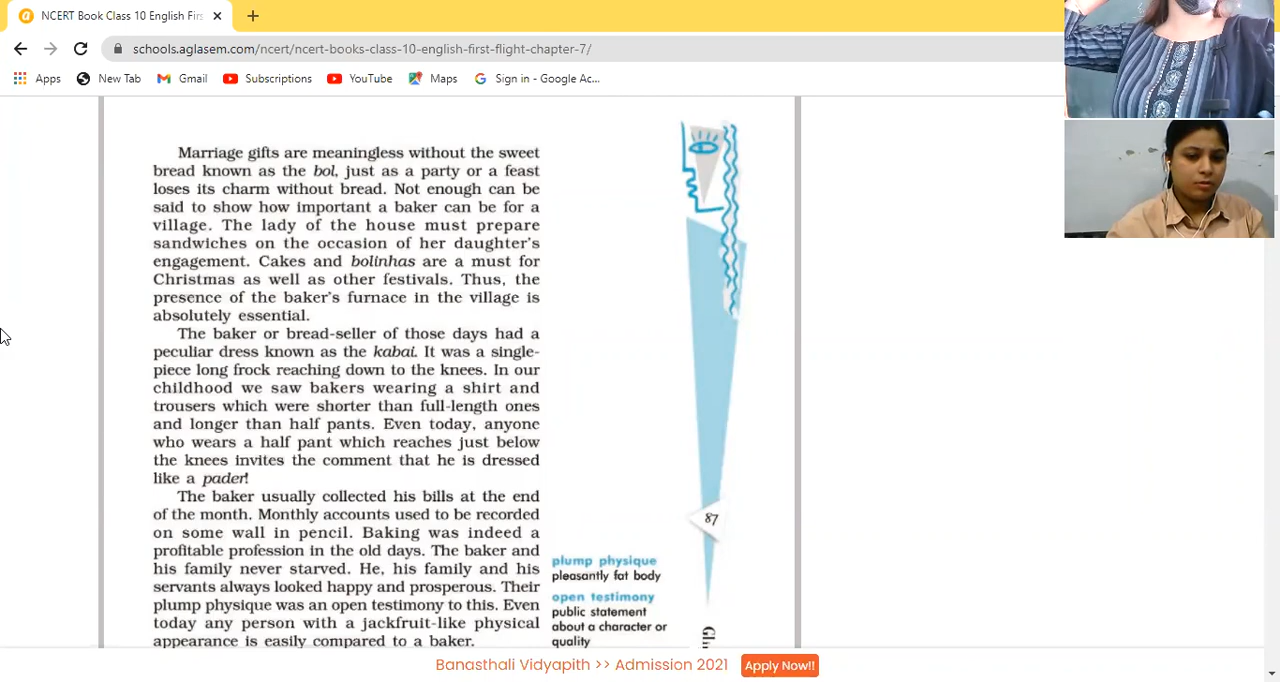 NCERT Book Class 10 English Firs
schools.aglasem.com/ncert/ncert-books-class-10-english-first-flight-chapter-7/
Apps New Tab Gmail Subscriptions YouTube Maps Sign in - Google Ac...
Marriage gifts are meaningless without the sweet
bread known as the bol, just as a party or a feast
loses its charm without bread. Not enough can be
said to show how important a baker can be for a
village. The lady of the house must prepare
sandwiches on the occasion of her daughter's
engagement. Cakes and bolinhas are a must for
Christmas as well as other festivals. Thus, the
presence of the baker's furnace in the village is
absolutely essential.
The baker or bread-seller of those days had a
peculiar dress known as the kabai. It was a single-
piece long frock reaching down to the knees. In our
childhood we saw bakers wearing a shirt and
trousers which were shorter than full-length ones
and longer than half pants. Even today, anyone
who wears a half pant which reaches just below
the knees invites the comment that he is dressed
like a pader!
The baker usually collected his bills at the end
of the month. Monthly accounts used to be recorded
on some wall in pencil. Baking was indeed a
profitable profession in the old days. The baker and
his family never starved. He, his family and his
servants always looked happy and prosperous. Their
plump physique was an open testimony to this. Even
today any person with a jackfruit-like physical
appearance is easily compared to a baker.
87
plump physique
pleasantly fat body
open testimony
public statement
about a character or
quality
Banasthali Vidyapith >> Admission 2021 Apply Now!!